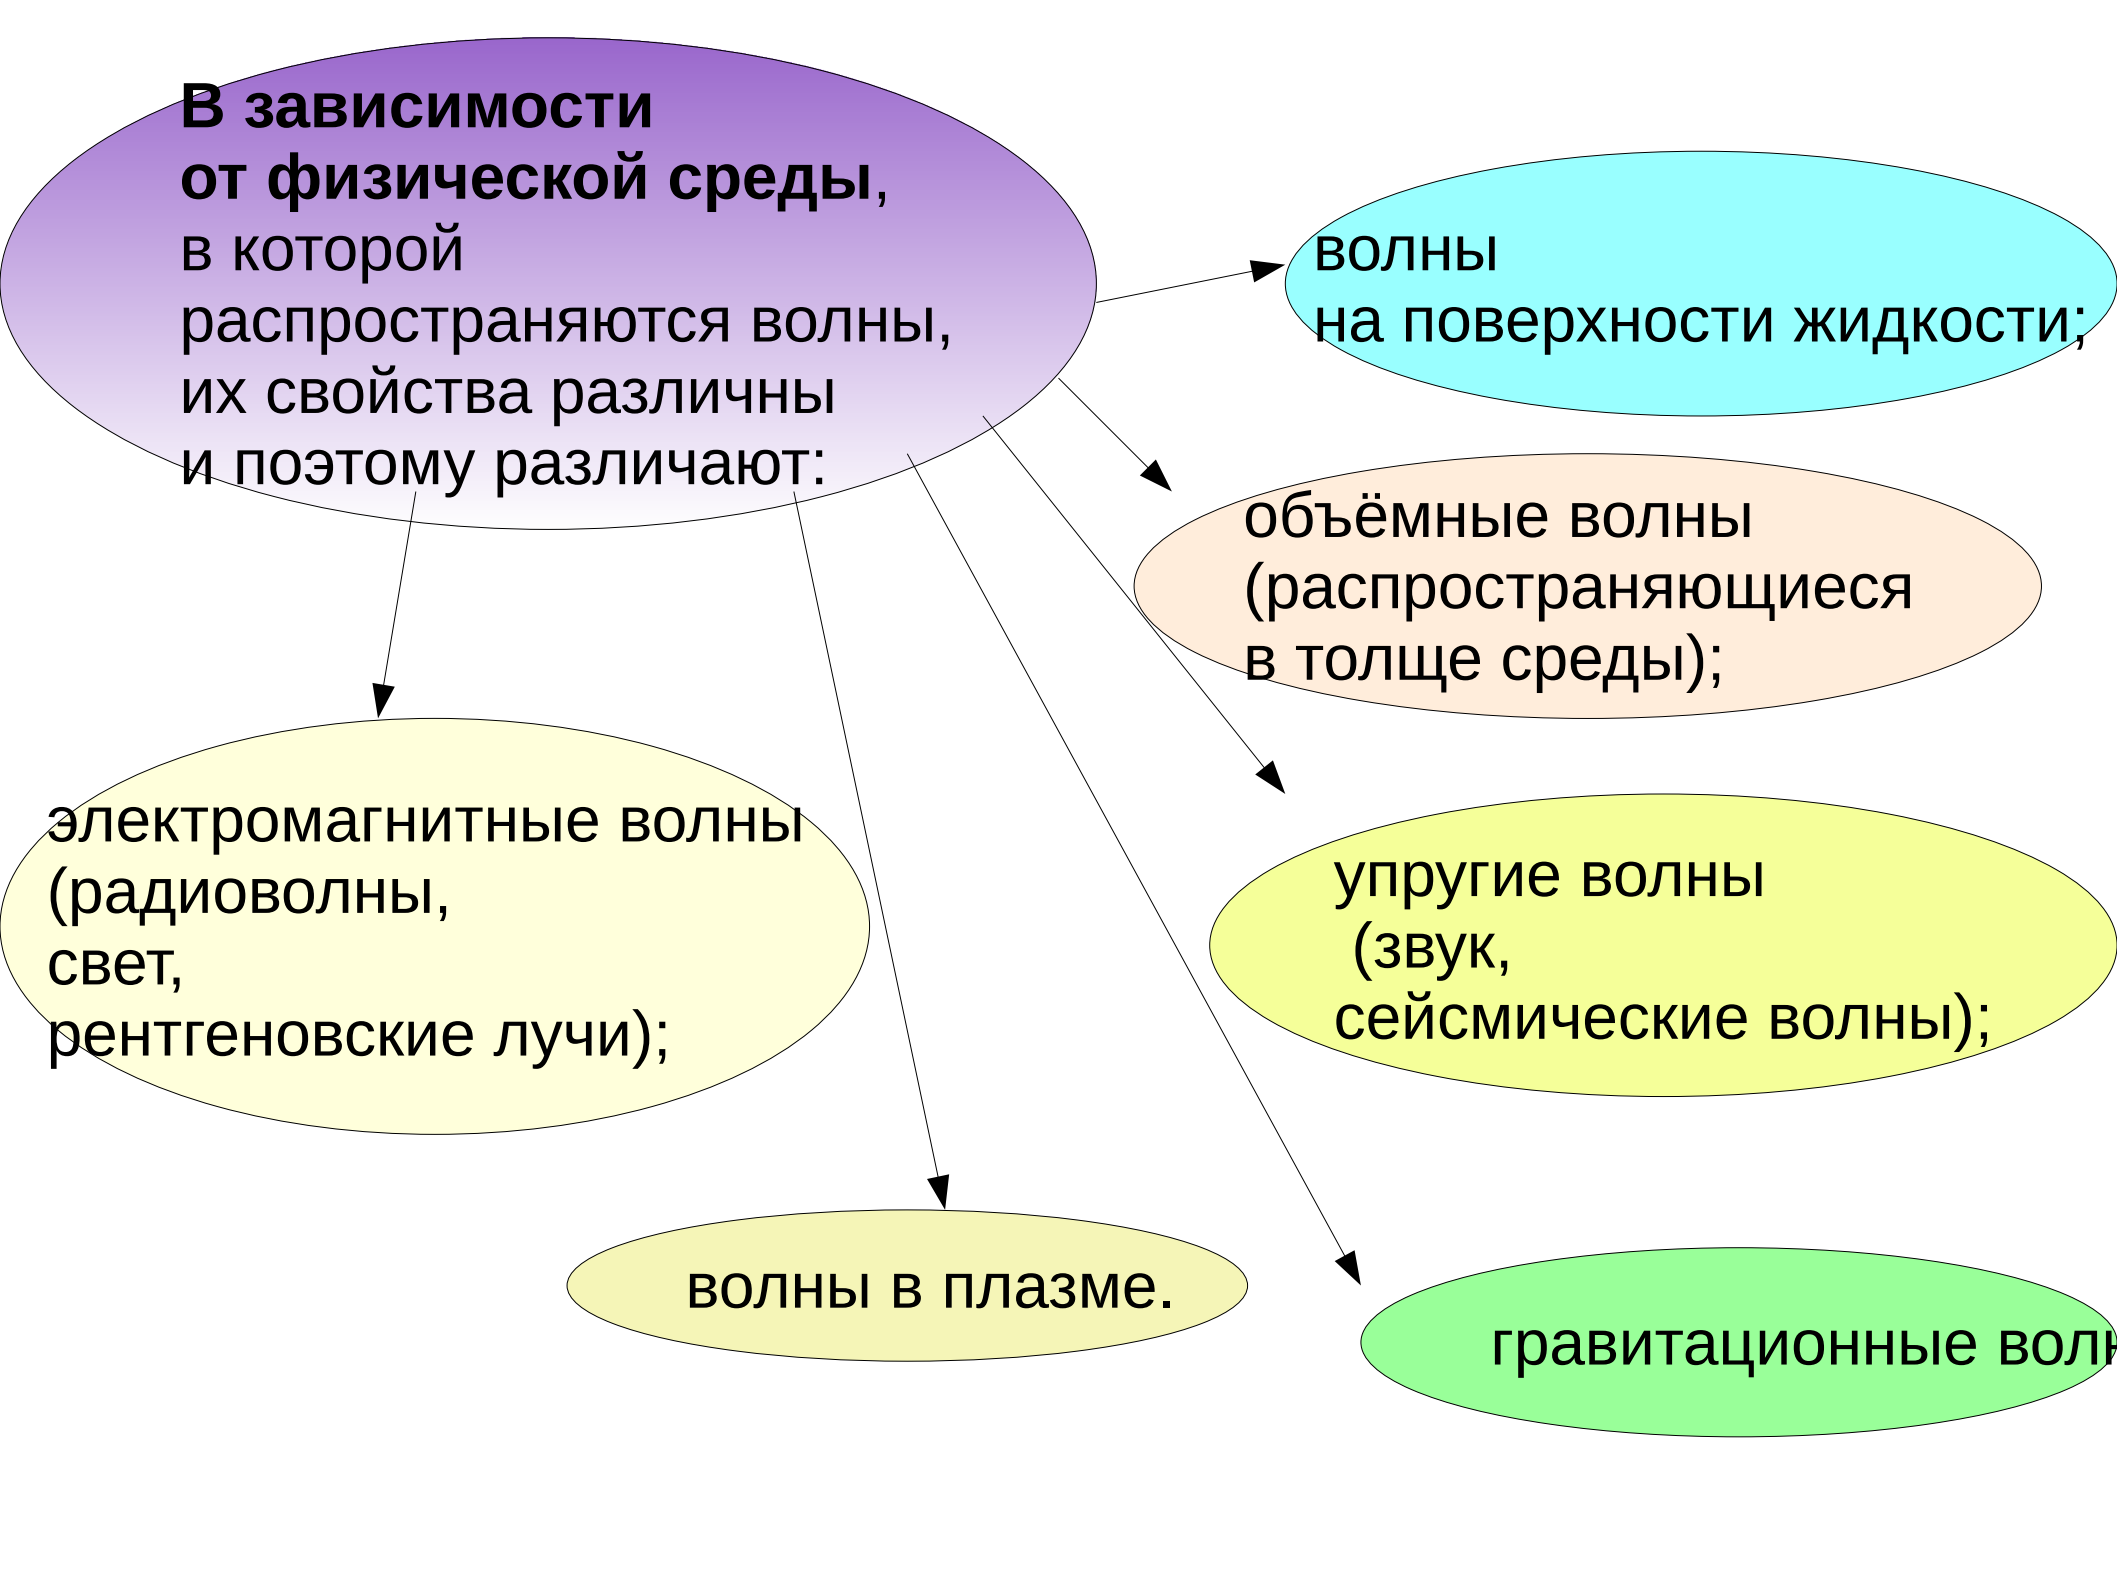 В зависимости
от физической среды,
в которой
распространяются волны,
их свойства различны
и поэтому различают:
волны
на поверхности жидкости;
объёмные волны
(распространяющиеся
в толще среды);
электромагнитные волны
(радиоволны,
свет,
рентгеновские лучи);
упругие волны
(звук,
сейсмические волны);
волны в плазме.
гравитационные